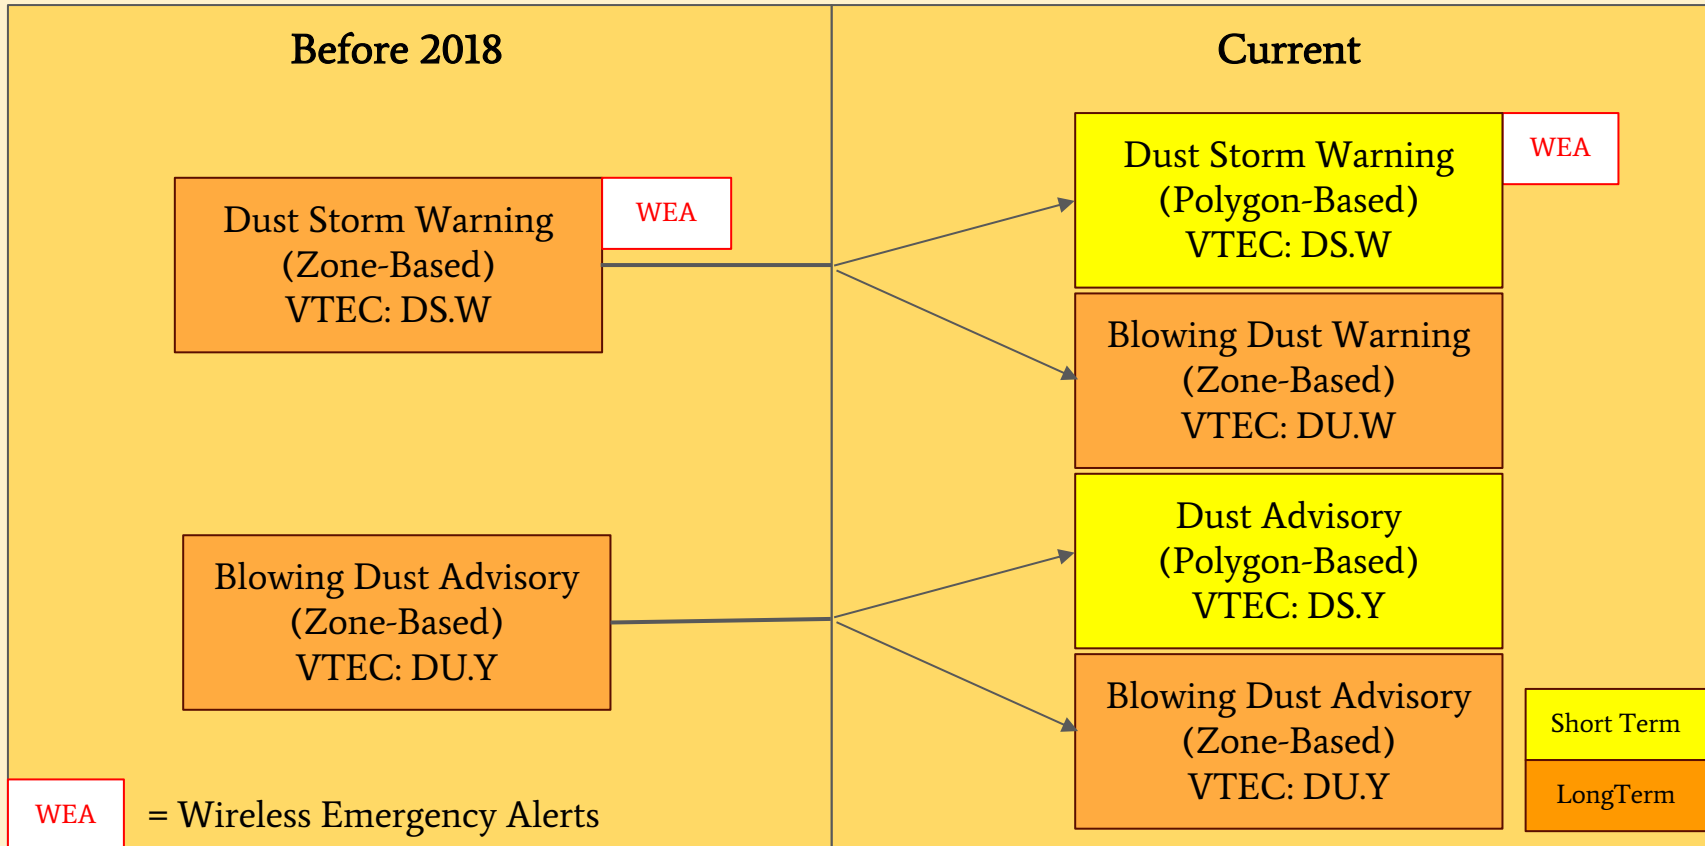 Before 2018
Dust Storm Warning
(Zone-Based)
VTEC: DS.W
WEA
Blowing Dust Advisory
(Zone-Based)
VTEC: DU.Y
WEA
= Wireless Emergency Alerts
Current
Dust Storm Warning
(Polygon-Based)
VTEC: DS.W
WEA
Blowing Dust Warning
(Zone-Based)
VTEC: DU.W
Dust Advisory
(Polygon-Based)
VTEC: DS.Y
Blowing Dust Advisory
(Zone-Based)
VTEC: DU.Y
Short Term
LongTerm